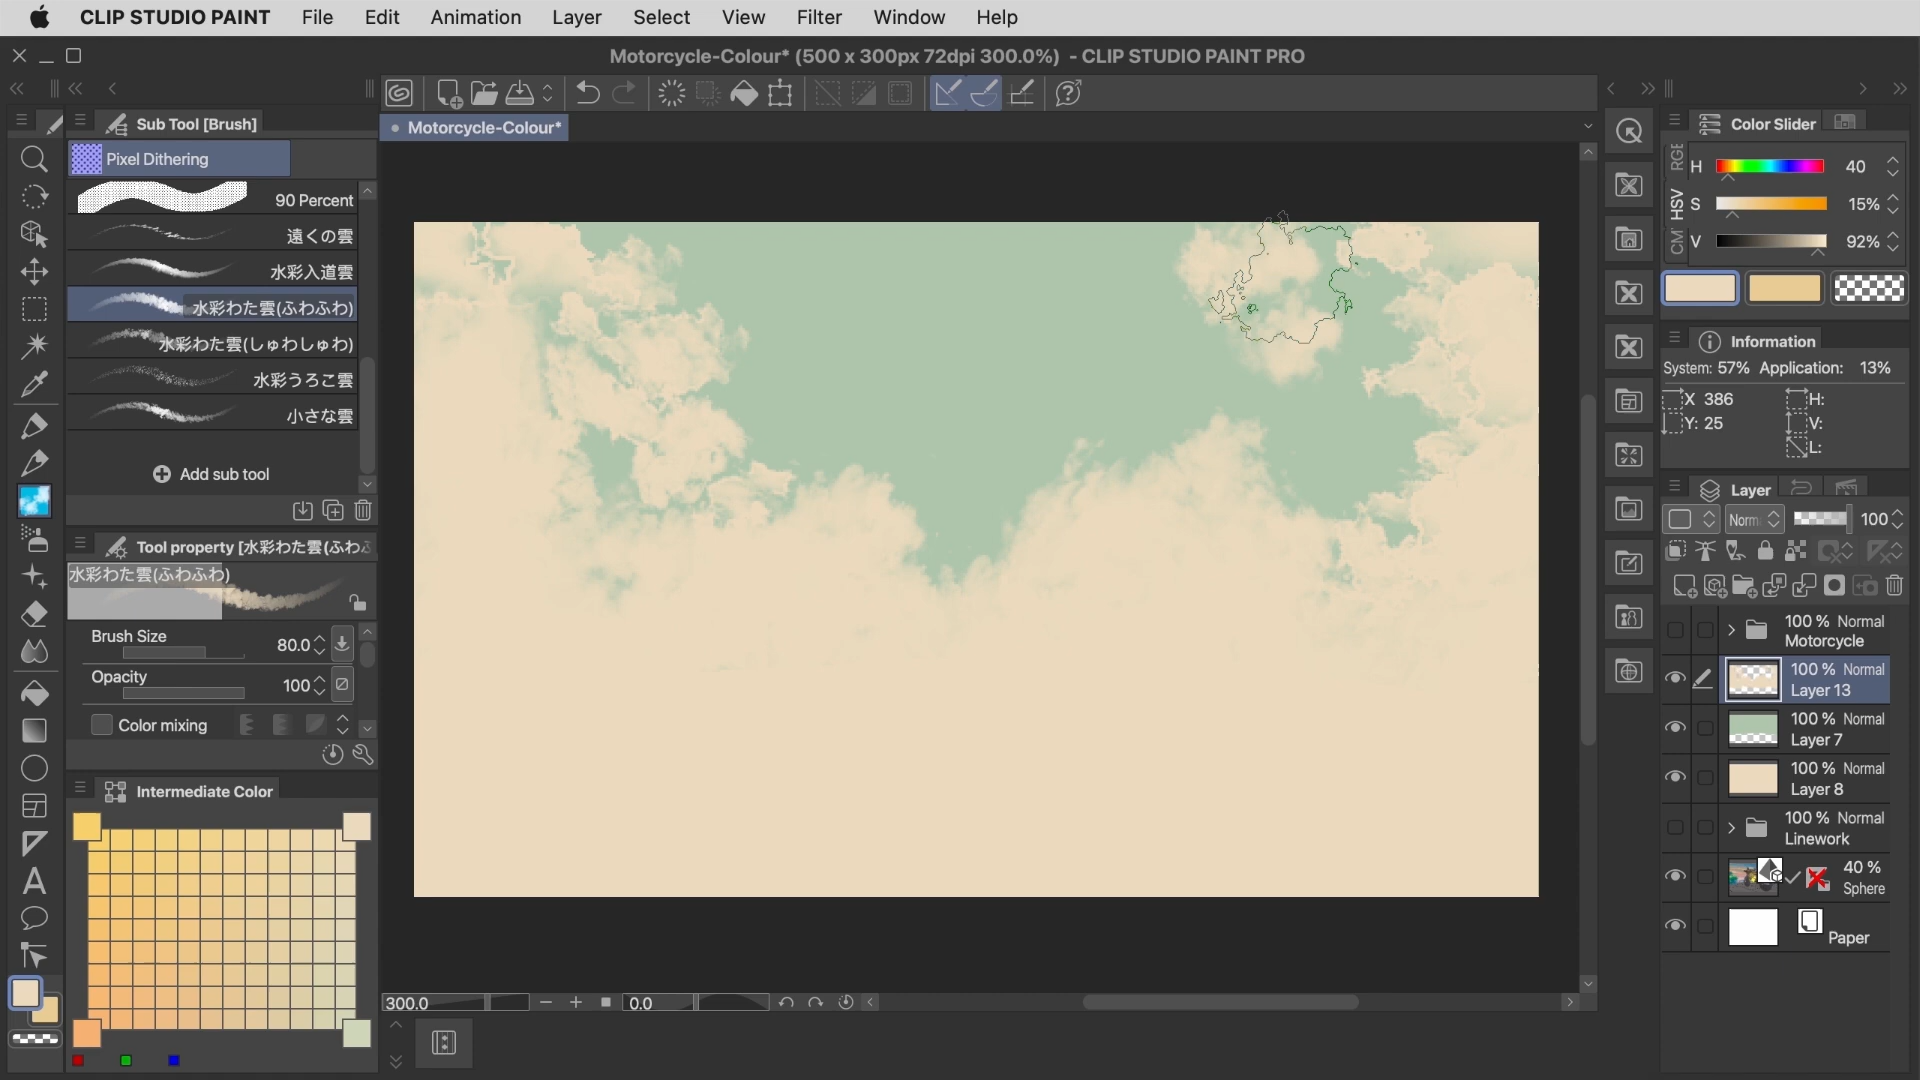 CLIP STUDIO PAINT File Edit Animation Layer Select View Filter Window Help
Motorcycle-Colour* (500 x 300px 72dpi 300.0%) - CLIP STUDIO PAINT PRO
Sub Tool [Brush]
Pixel Dithering
90 Percent
遠くの雲
水彩入道雲
水彩わた雲(ふわふわ)
水彩わた雲(しゅわしゅわ)
水彩うろこ雲
小さな雲
Add sub tool
Tool property [水彩わた雲(ふわふ
水彩わた雲(ふわふわ)
Brush Size 80.0
Opacity 100
Color mixing
Intermediate Color
Motorcycle-Colour*
300.0
0.0
Color Slider
RGB
HSV
CM
H 40
S 15%
V 92%
Information
System: 57% Application: 13%
X 386 H:
Y: 25 V:
L:
Layer
Norm 100
100 % Normal
Motorcycle
100 % Normal
Layer 13
100 % Normal
Layer 7
100 % Normal
Layer 8
100 % Normal
Linework
40 %
Sphere
Paper